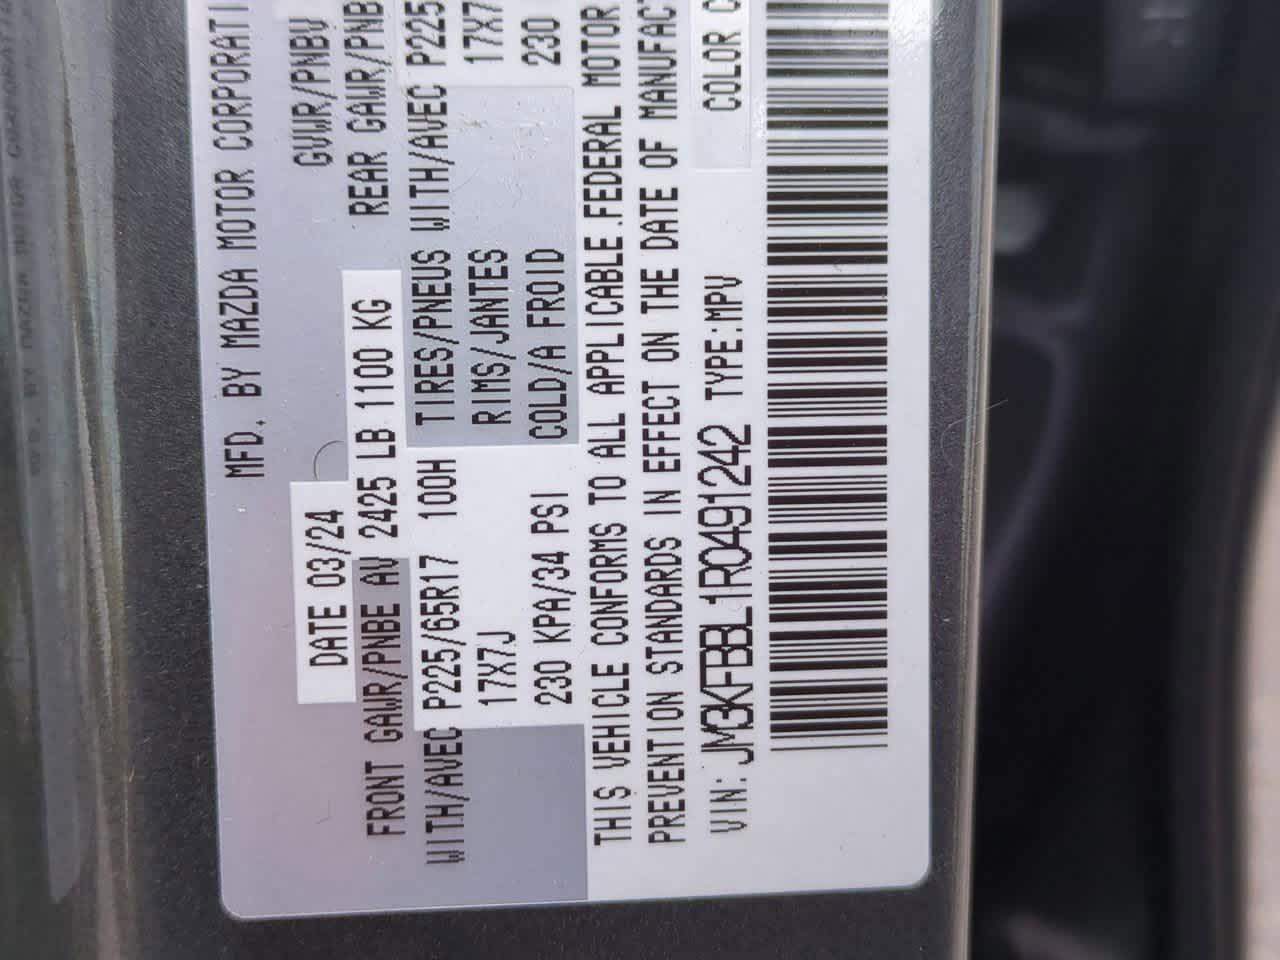 MFD. BY MAZDA MOTOR CORPORATI
DATE 03/24 GVWR/PNBV
FRONT GAWR/PNBE AV 2425 LB 1100 KG REAR GAWR/PNB
WITH/AVEC P225/65R17 100H TIRES/PNEUS WITH/AVEC P225
17X7J RIMS/JANTES 17X7
230 KPA/34 PSI COLD/A FROID 230
THIS VEHICLE CONFORMS TO ALL APPLICABLE FEDERAL MOTOR
PREVENTION STANDARDS IN EFFECT ON THE DATE OF MANUFAC
VIN: JM3KFBBL1R0491242 TYPE:MPV COLOR C